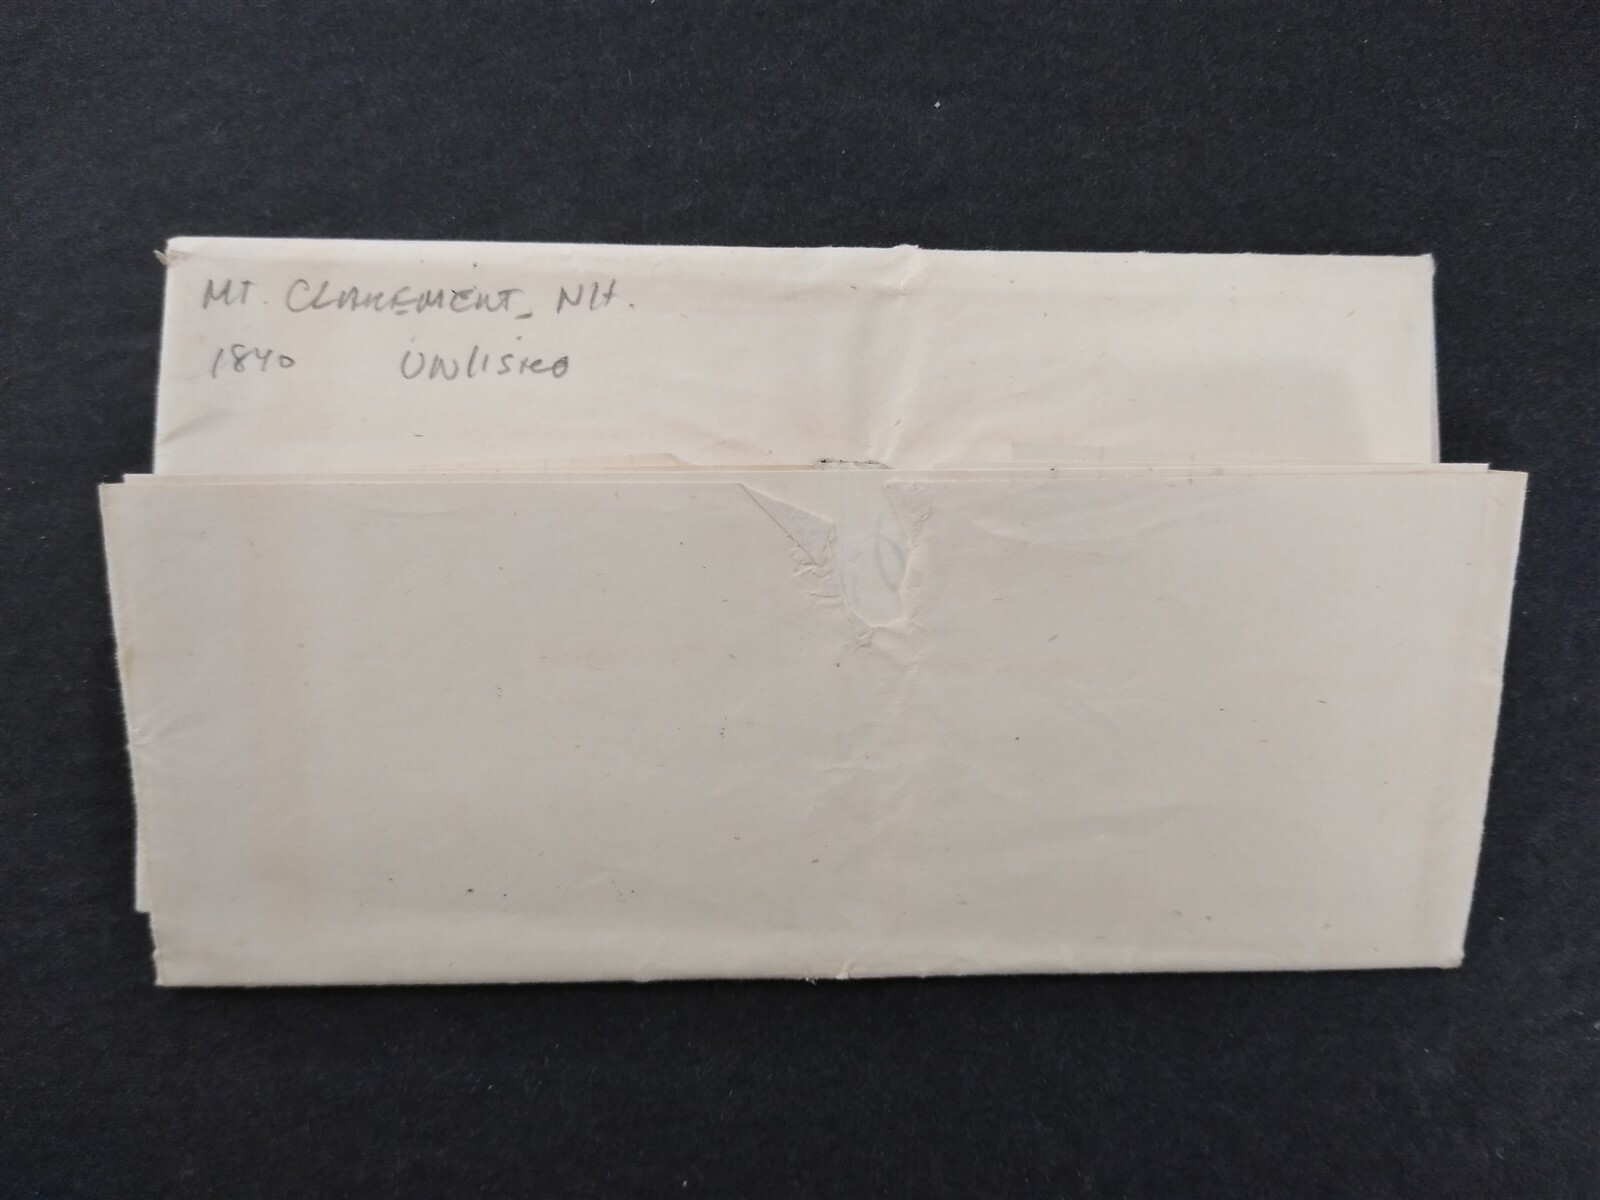 MT. CLAREMENT_ NH.
1840 UNlisted